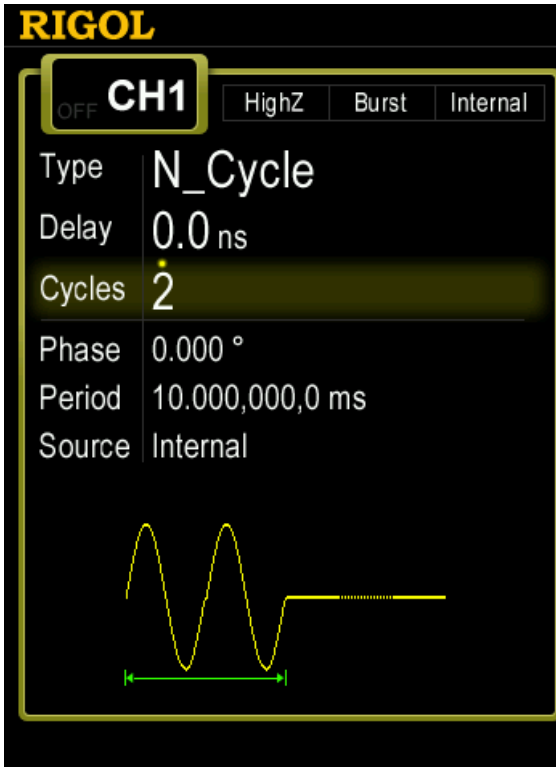 RIGOL
OFF CH1 HighZ Burst Internal
Type N_Cycle
Delay 0.0 ns
Cycles 2
Phase 0.000 °
Period 10.000,000,0 ms
Source Internal